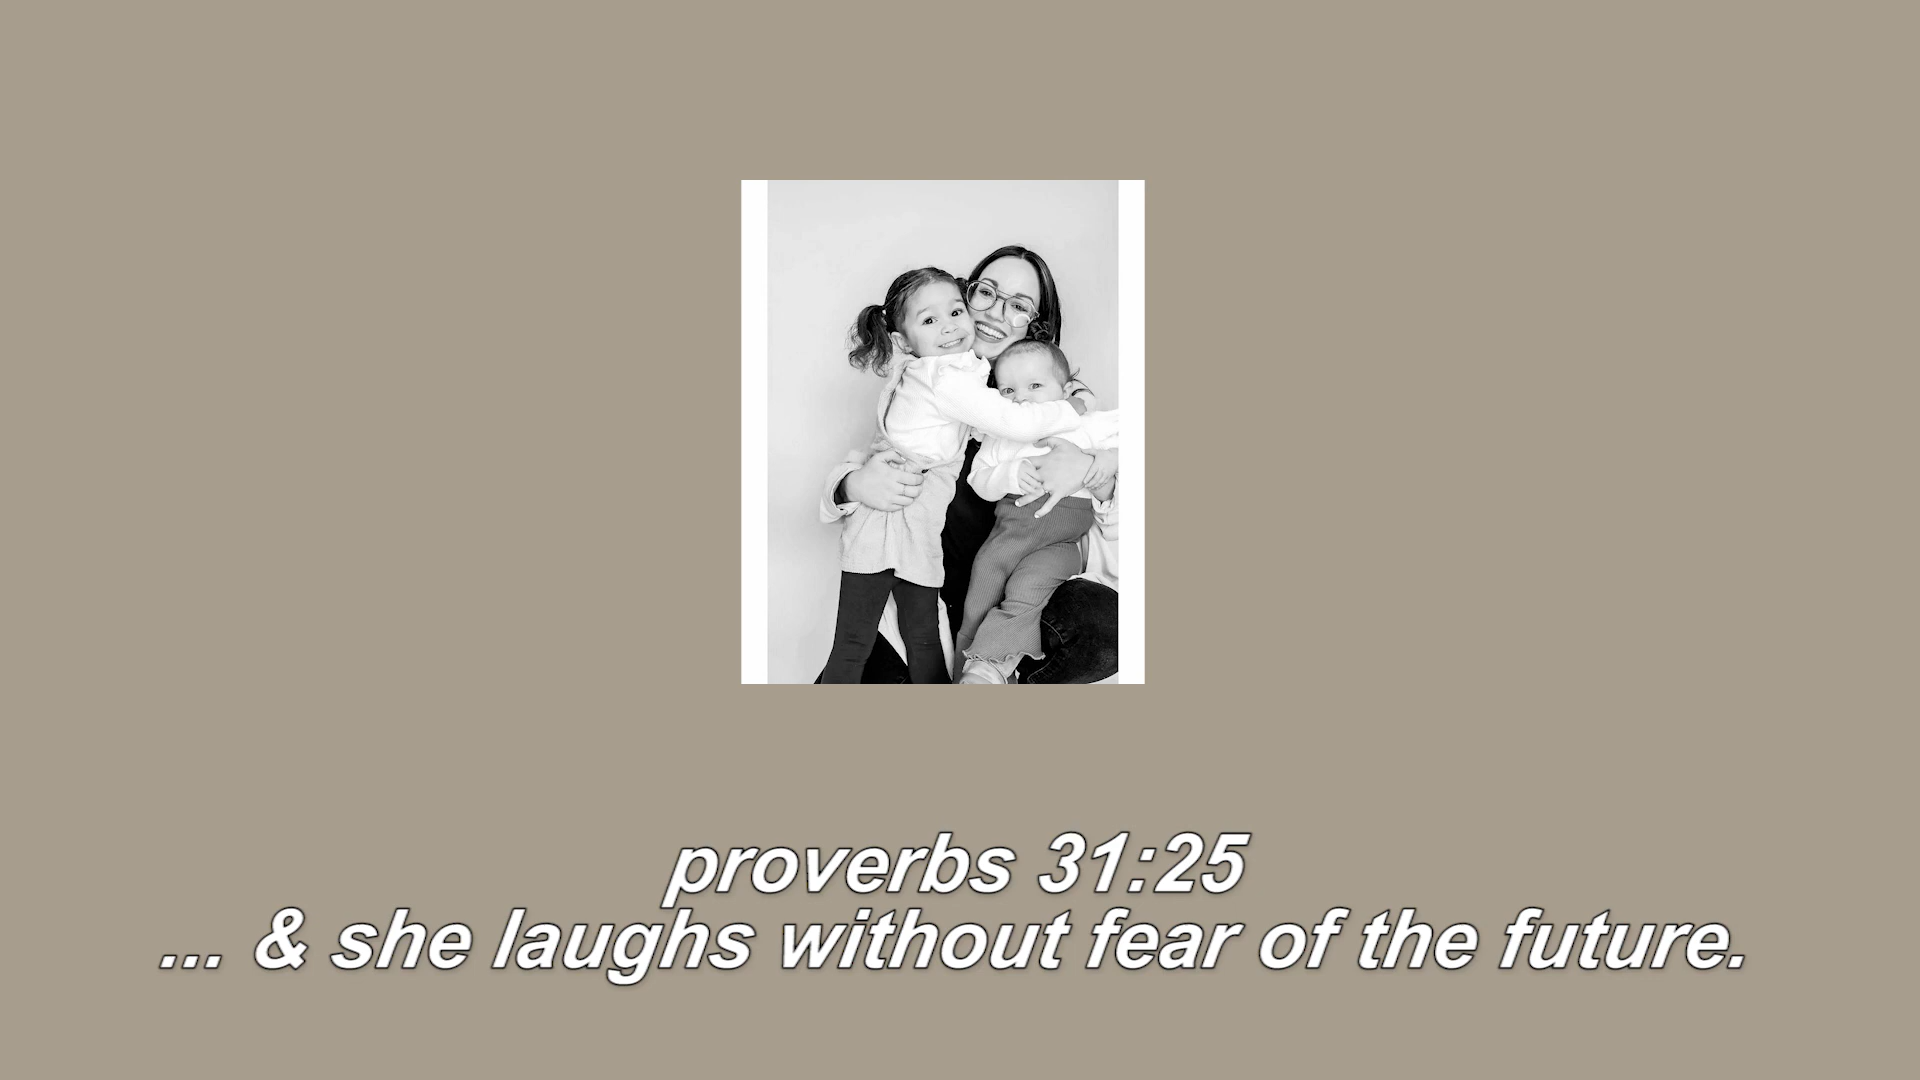 proverbs 31:25
... & she laughs without fear of the future.